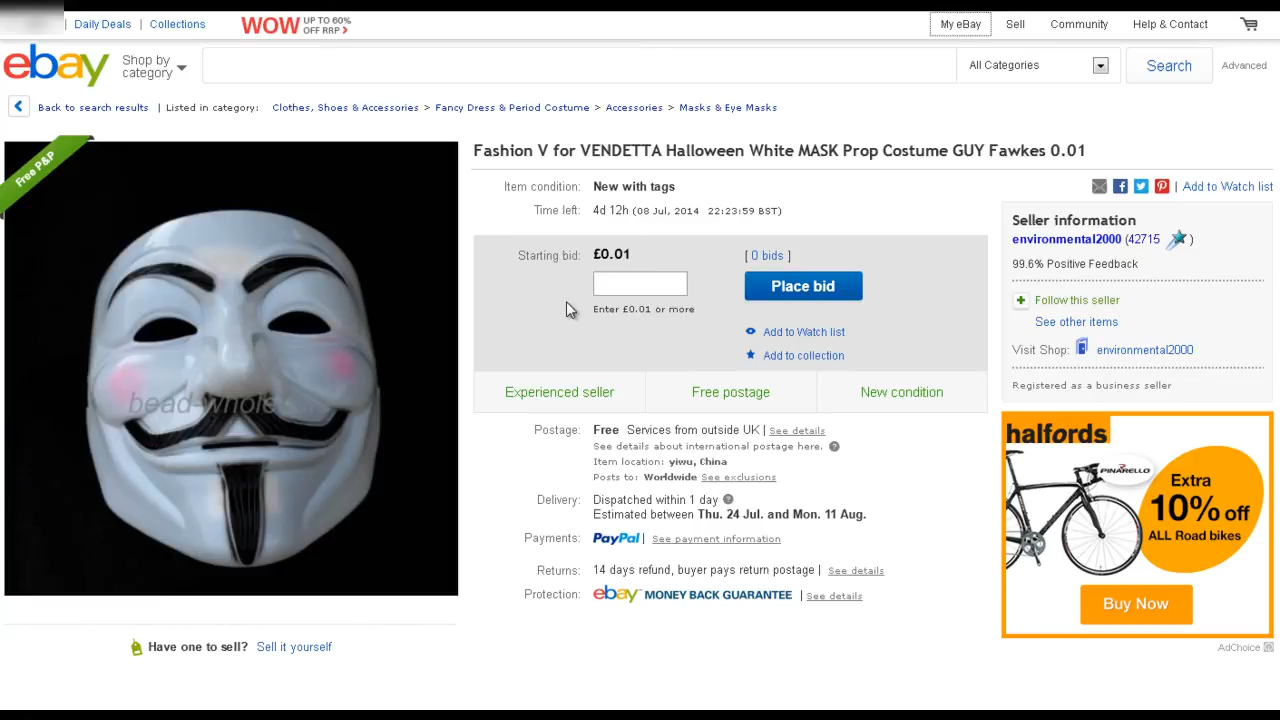 Daily Deals | Collections
WOW UP TO 60% OFF RRP >
My eBay Sell Community Help & Contact
ebay
Shop by category
All Categories
Search
Advanced
Back to search results | Listed in category: Clothes, Shoes & Accessories > Fancy Dress & Period Costume > Accessories > Masks & Eye Masks
Free P&P
Fashion V for VENDETTA Halloween White MASK Prop Costume GUY Fawkes 0.01
Item condition: New with tags
Time left: 4d 12h (08 Jul, 2014 22:23:59 BST)
Starting bid: £0.01
[ 0 bids ]
Place bid
Enter £0.01 or more
Add to Watch list
Add to collection
Experienced seller
Free postage
New condition
Postage: Free Services from outside UK | See details
See details about international postage here.
Item location: yiwu, China
Posts to: Worldwide See exclusions
Delivery: Dispatched within 1 day
Estimated between Thu. 24 Jul. and Mon. 11 Aug.
Payments: PayPal | See payment information
Returns: 14 days refund, buyer pays return postage | See details
Protection: ebay MONEY BACK GUARANTEE | See details
| Add to Watch list
Seller information
environmental2000 (42715 )
99.6% Positive Feedback
Follow this seller
See other items
Visit Shop: environmental2000
Registered as a business seller
halfords
PINARELLO
Extra
10% off
ALL Road bikes
Buy Now
AdChoice
bead-whole
Have one to sell? Sell it yourself